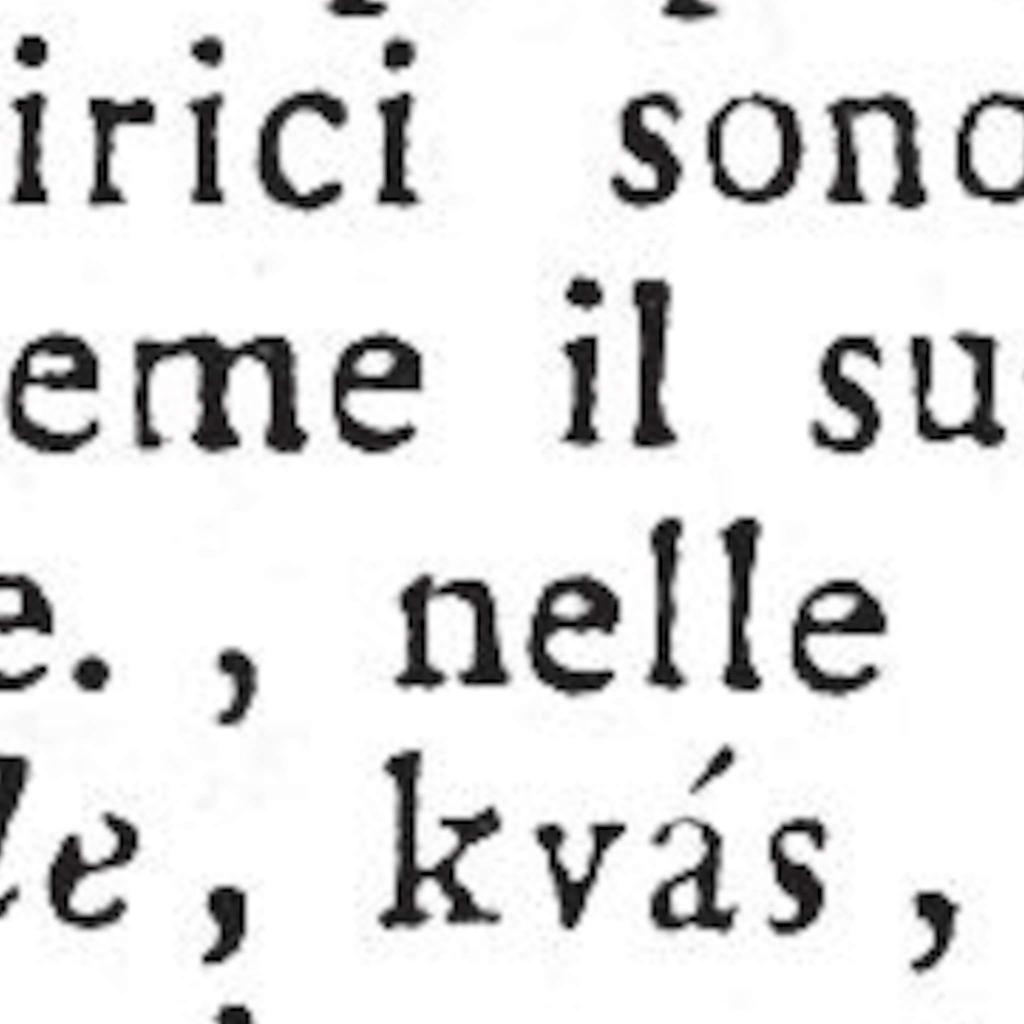 irici sono
eme il su
e. , nelle
le, kvás,